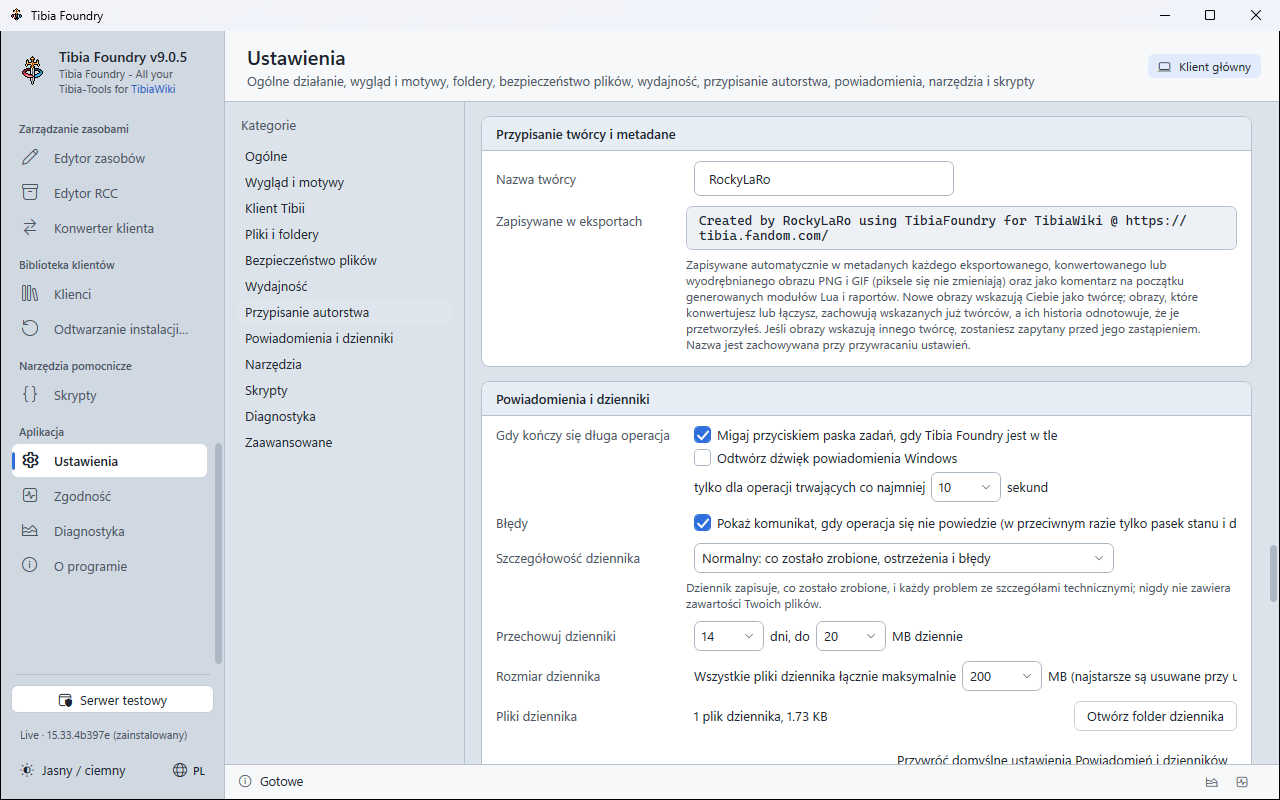 Tibia Foundry
Tibia Foundry v9.0.5
Tibia Foundry - All your
Tibia-Tools for TibiaWiki
Zarządzanie zasobami
Edytor zasobów
Edytor RCC
Konwerter klienta
Biblioteka klientów
Klienci
Odtwarzanie instalacji...
Narzędzia pomocnicze
Skrypty
Aplikacja
Ustawienia
Zgodność
Diagnostyka
O programie
Serwer testowy
Live · 15.33.4b397e (zainstalowany)
Jasny / ciemny
PL
Ustawienia
Ogólne działanie, wygląd i motywy, foldery, bezpieczeństwo plików, wydajność, przypisanie autorstwa, powiadomienia, narzędzia i skrypty
Klient główny
Kategorie
Ogólne
Wygląd i motywy
Klient Tibii
Pliki i foldery
Bezpieczeństwo plików
Wydajność
Przypisanie autorstwa
Powiadomienia i dzienniki
Narzędzia
Skrypty
Diagnostyka
Zaawansowane
Przypisanie twórcy i metadane
Nazwa twórcy
RockyLaRo
Zapisywane w eksportach
Created by RockyLaRo using TibiaFoundry for TibiaWiki @ https://
tibia.fandom.com/
Zapisywane automatycznie w metadanych każdego eksportowanego, konwertowanego lub
wyodrębnianego obrazu PNG i GIF (piksele się nie zmieniają) oraz jako komentarz na początku
generowanych modułów Lua i raportów. Nowe obrazy wskazują Ciebie jako twórcę; obrazy, które
konwertujesz lub łączysz, zachowują wskazanych już twórców, a ich historia odnotowuje, że je
przetworzyłeś. Jeśli obrazy wskazują innego twórcę, zostaniesz zapytany przed jego zastąpieniem.
Nazwa jest zachowywana przy przywracaniu ustawień.
Powiadomienia i dzienniki
Gdy kończy się długa operacja
Migaj przyciskiem paska zadań, gdy Tibia Foundry jest w tle
Odtwórz dźwięk powiadomienia Windows
tylko dla operacji trwających co najmniej 10 sekund
Błędy
Pokaż komunikat, gdy operacja się nie powiedzie (w przeciwnym razie tylko pasek stanu i d
Szczegółowość dziennika
Normalny: co zostało zrobione, ostrzeżenia i błędy
Dziennik zapisuje, co zostało zrobione, i każdy problem ze szczegółami technicznymi; nigdy nie zawiera
zawartości Twoich plików.
Przechowuj dzienniki
14 dni, do 20 MB dziennie
Rozmiar dziennika
Wszystkie pliki dziennika łącznie maksymalnie 200 MB (najstarsze są usuwane przy u
Pliki dziennika
1 plik dziennika, 1.73 KB
Otwórz folder dziennika
Przywróć domyślne ustawienia Powiadomień i dzienników
Gotowe